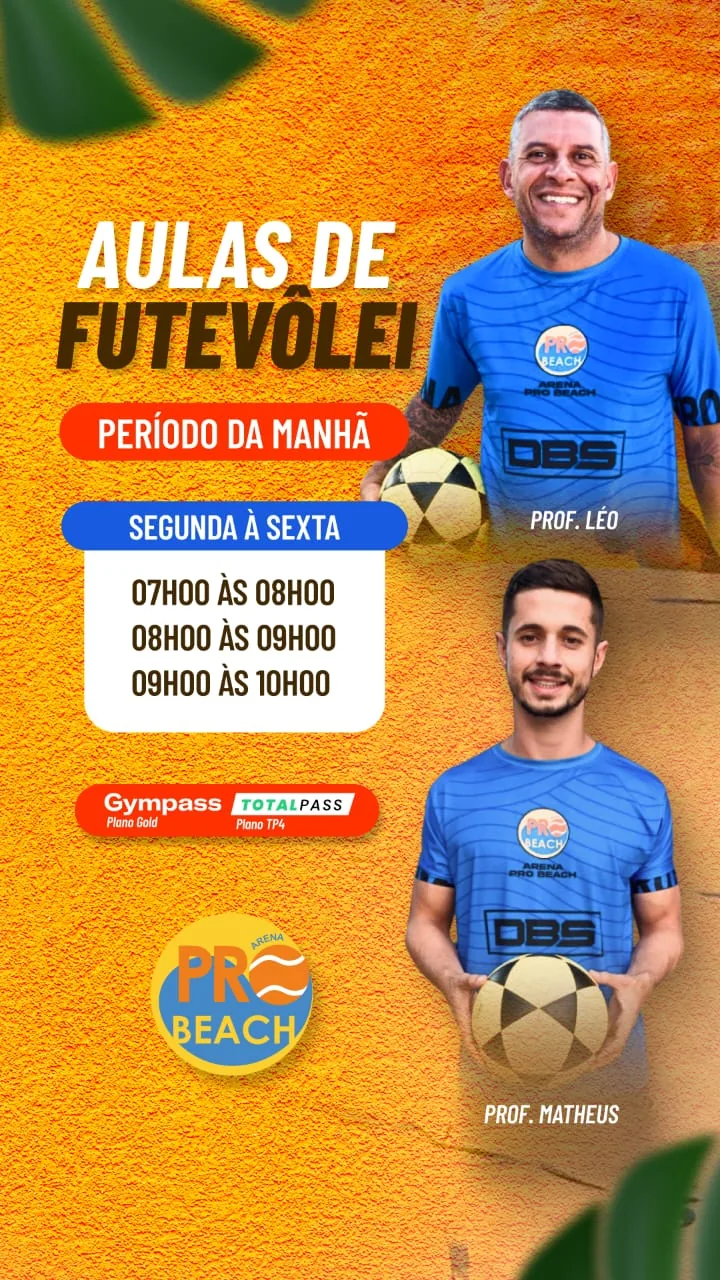 AULAS DE
FUTEVÔLEI
PERÍODO DA MANHÃ
SEGUNDA À SEXTA
07H00 ÀS 08H00
08H00 ÀS 09H00
09H00 ÀS 10H00
Gympass TOTALPASS
Plano Gold Plano TP4
ARENA
PRO
BEACH
PRO
BEACH
ARENA
PRO BEACH
DBS
PROF. LÉO
PRO
BEACH
ARENA
PRO BEACH
DBS
PROF. MATHEUS